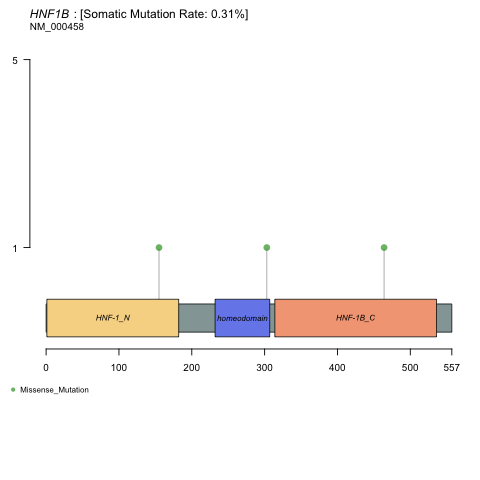 HNF1B : [Somatic Mutation Rate: 0.31%]
NM_000458
5
1
HNF-1_N
homeodomain
HNF-1B_C
0 100 200 300 400 500 557
Missense_Mutation